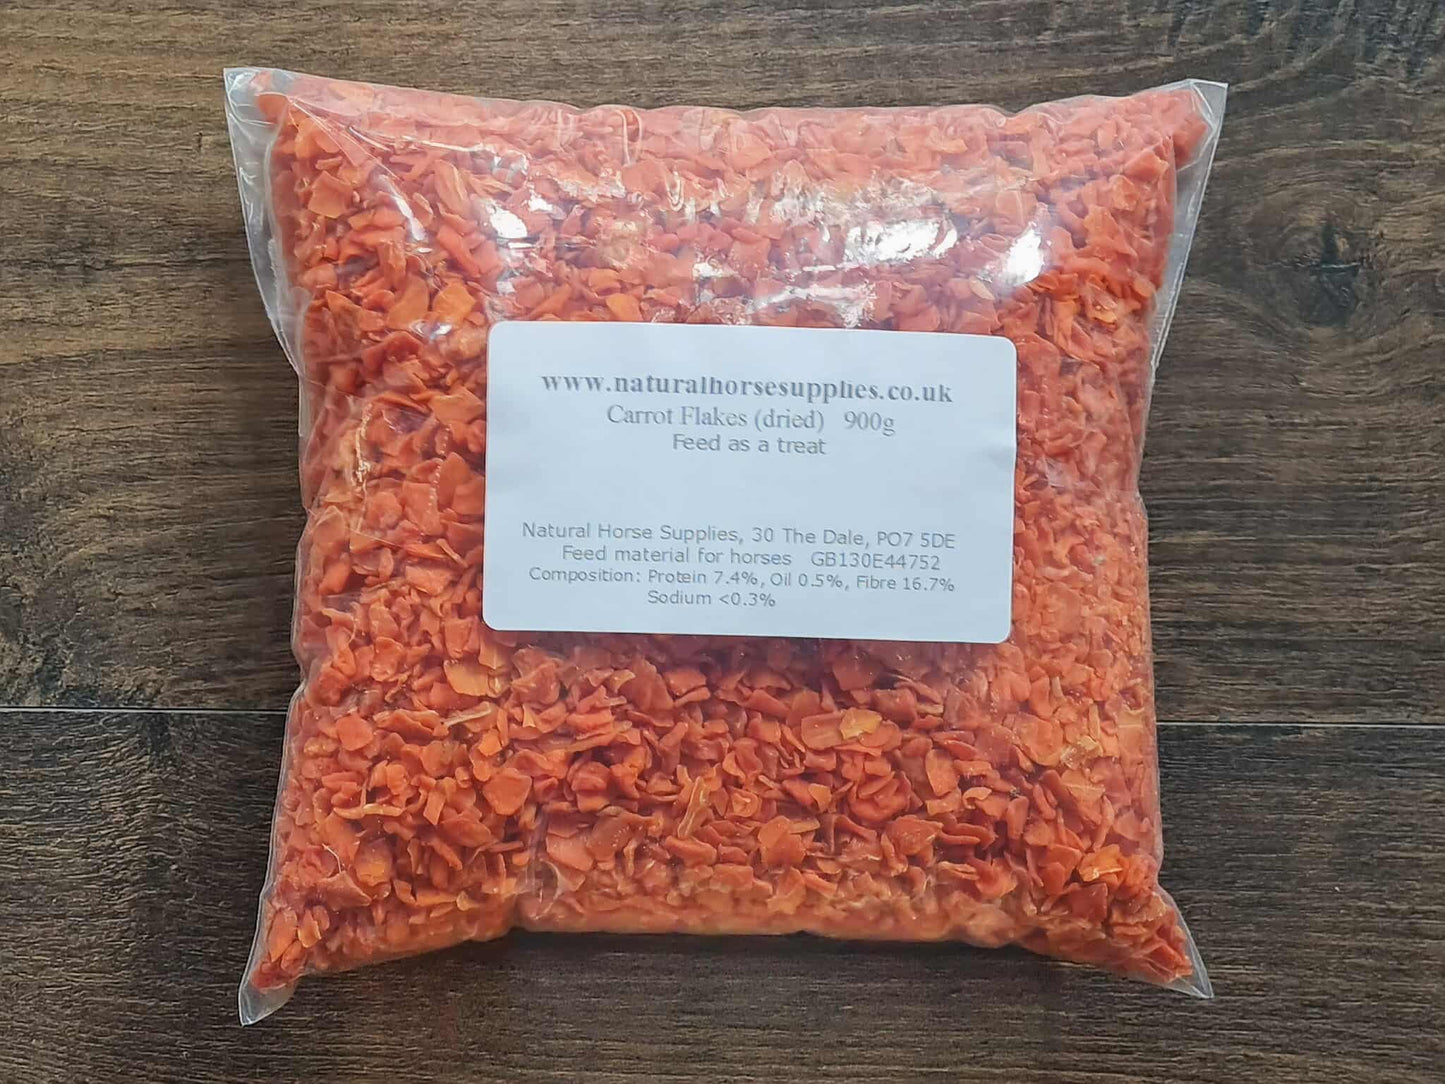 www.naturalhorsesupplies.co.uk
Carrot Flakes (dried) 900g
Feed as a treat
Natural Horse Supplies, 30 The Dale, PO7 5DE
Feed material for horses GB130E44752
Composition: Protein 7.4%, Oil 0.5%, Fibre 16.7%
Sodium <0.3%